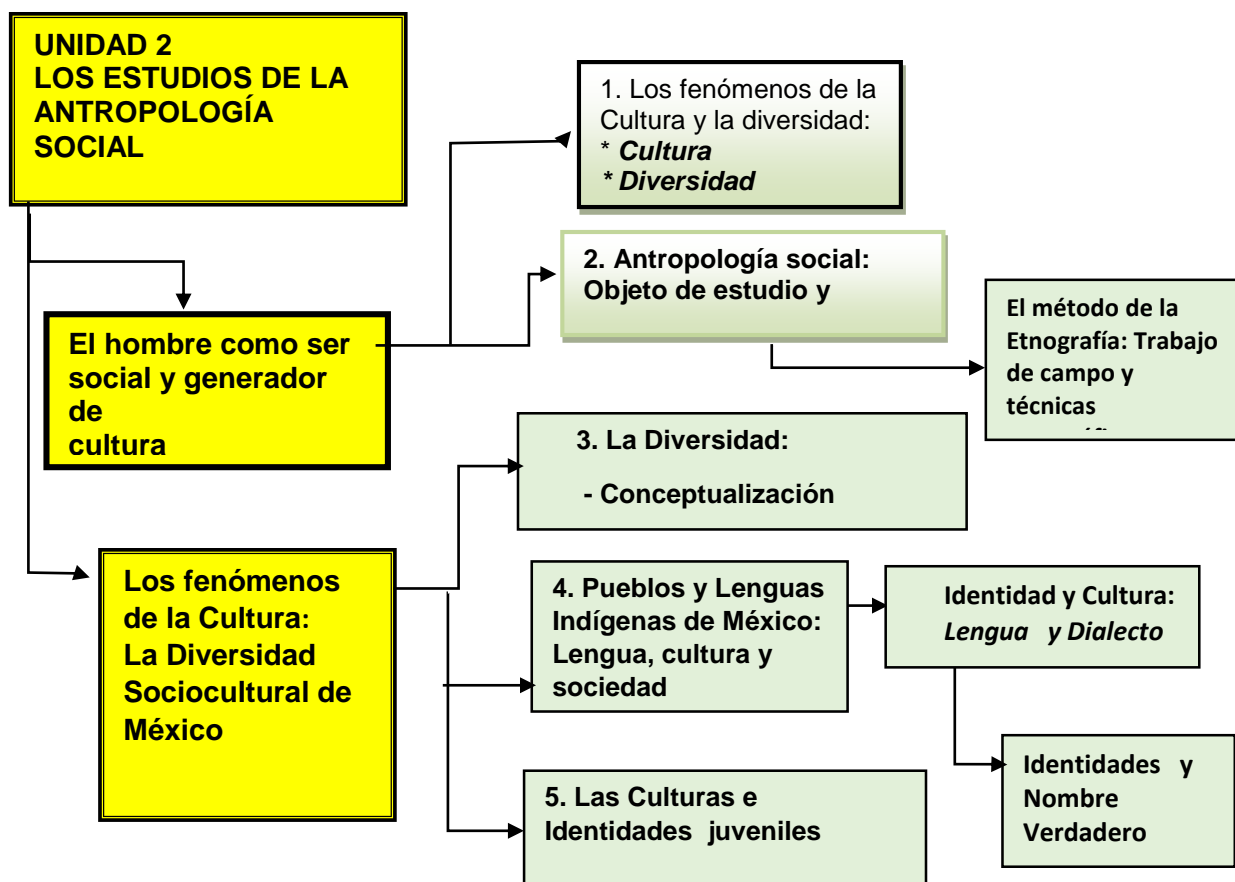 UNIDAD 2
LOS ESTUDIOS DE LA
ANTROPOLOGÍA
SOCIAL
1. Los fenómenos de la
Cultura y la diversidad:
* Cultura
* Diversidad
2. Antropología social:
Objeto de estudio y
El método de la
Etnografía: Trabajo
de campo y
técnicas
El hombre como ser
social y generador
de
cultura
3. La Diversidad:
- Conceptualización
Los fenómenos
de la Cultura:
La Diversidad
Sociocultural de
México
4. Pueblos y Lenguas
Indígenas de México:
Lengua, cultura y
sociedad
Identidad y Cultura:
Lengua y Dialecto
Identidades y
Nombre
Verdadero
5. Las Culturas e
Identidades juveniles